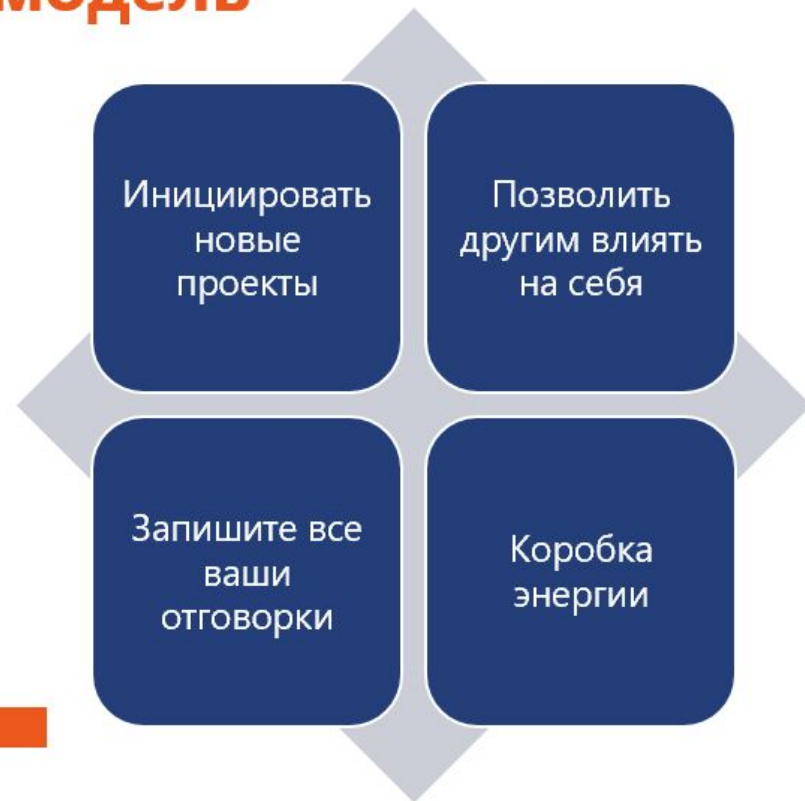 модель
Инициировать
новые
проекты
Позволить
другим влиять
на себя
Запишите все
ваши
отговорки
Коробка
энергии